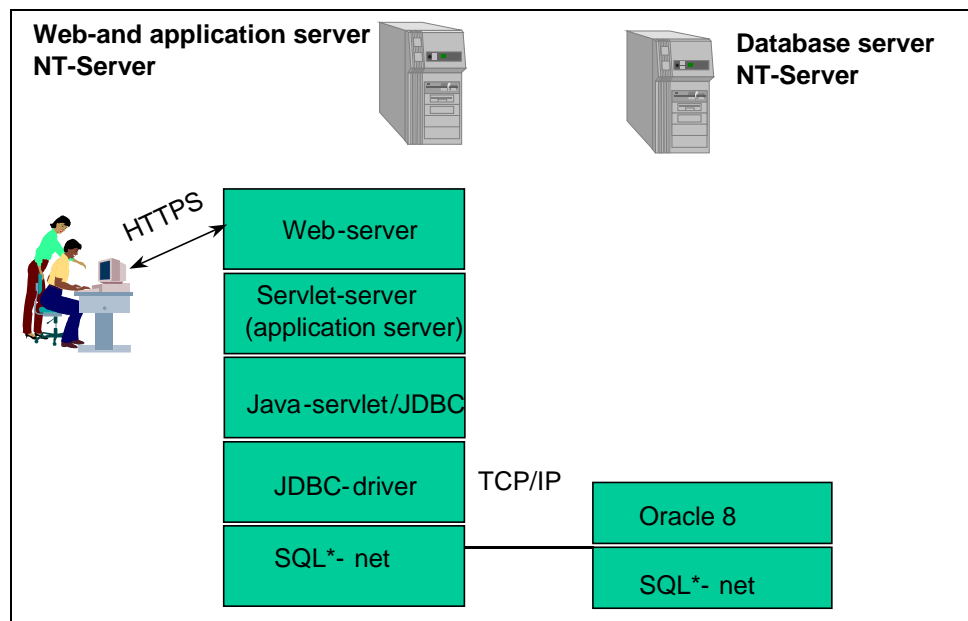 Web-and application server
NT-Server
Database server
NT-Server
HTTPS
Web-server
Servlet-server
(application server)
Java-servlet/JDBC
JDBC-driver
TCP/IP
Oracle 8
SQL*- net
SQL*- net